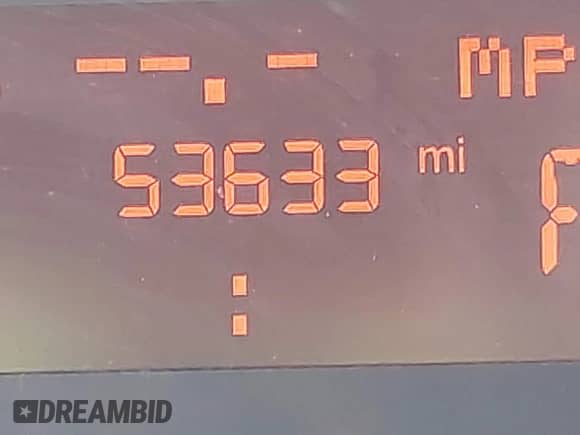 --.- MP
53633 mi
F
:
DREAMBID